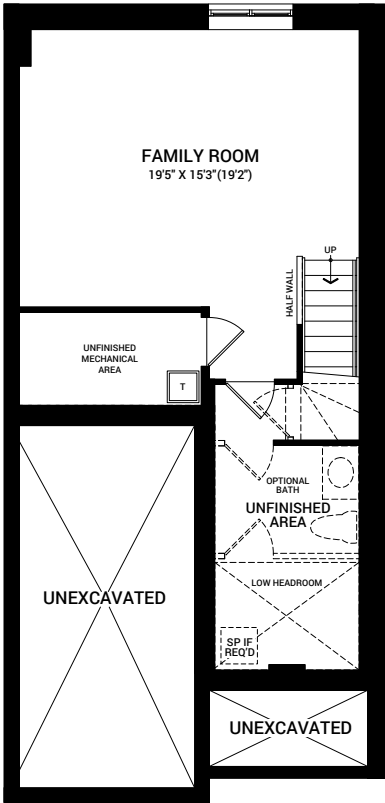 FAMILY ROOM
19'5" X 15'3"(19'2")
UP
HALF WALL
UNFINISHED
MECHANICAL
AREA
T
OPTIONAL
BATH
UNFINISHED
AREA
LOW HEADROOM
UNEXCAVATED
SP IF
REQ'D
UNEXCAVATED